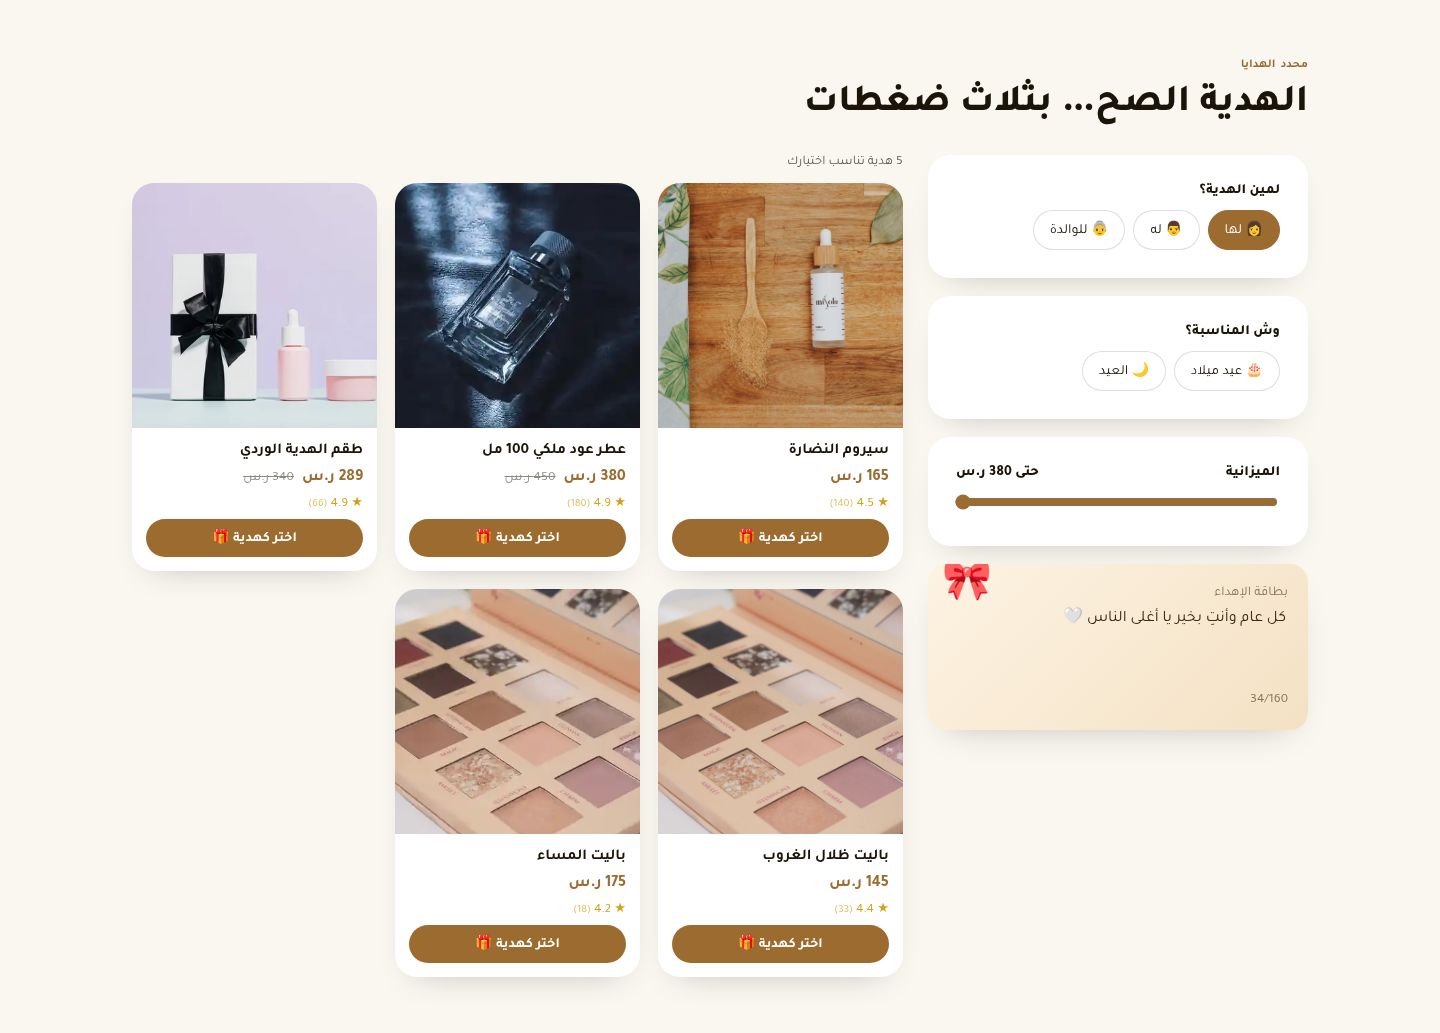 محدد الهدايا
الهدية الصح... بثلاث ضغطات
لمين الهدية؟
👩 لها
👨 له
👵 للوالدة
وش المناسبة؟
🎂 عيد ميلاد
🌙 العيد
الميزانية
حتى 380 ر.س
بطاقة الإهداء
كل عام وأنتِ بخير يا أغلى الناس 🤍
34/160
5 هدية تناسب اختيارك
سيروم النضارة
165 ر.س
★ 4.5 (140)
اختر كهدية 🎁
عطر عود ملكي 100 مل
380 ر.س 450 ر.س
★ 4.9 (180)
اختر كهدية 🎁
طقم الهدية الوردي
289 ر.س 340 ر.س
★ 4.9 (66)
اختر كهدية 🎁
باليت ظلال الغروب
145 ر.س
★ 4.4 (33)
اختر كهدية 🎁
باليت المساء
175 ر.س
★ 4.2 (18)
اختر كهدية 🎁